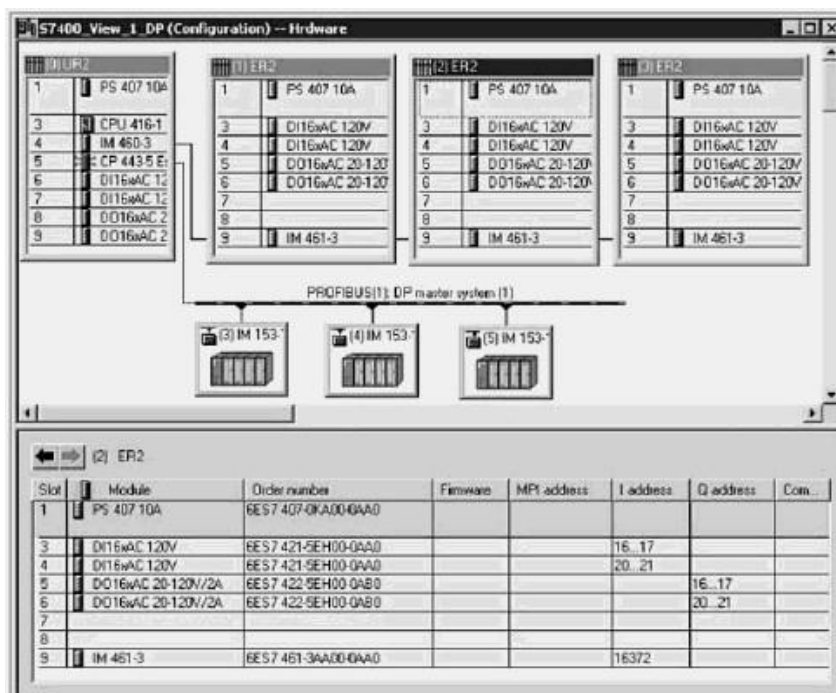 S7400_View_1_DP (Configuration) -- Hrdware
(0) UR2
1 PS 407 10A
3 CPU 416-1
4 IM 460-3
5 CP 443-5 Ex
6 DI16xAC 12
7 DI16xAC 12
8 DO16xAC 2
9 DO16xAC 2
(1) ER2
1 PS 407 10A
3 DI16xAC 120V
4 DI16xAC 120V
5 DO16xAC 20-120
6 DO16xAC 20-120
7
8
9 IM 461-3
(2) ER2
1 PS 407 10A
3 DI16xAC 120V
4 DI16xAC 120V
5 DO16xAC 20-120V
6 DO16xAC 20-120V
7
8
9 IM 461-3
(3) ER2
1 PS 407 10A
3 DI16xAC 120V
4 DI16xAC 120V
5 DO16xAC 20-120V
6 DO16xAC 20-120V
7
8
9 IM 461-3
PROFIBUS(1); DP master system (1)
(3) IM 153-1
(4) IM 153-1
(5) IM 153-1
(2) ER2
Slot Module Order number Firmware MPI address I address Q address Com...
1 PS 407 10A 6ES7 407-0KA00-0AA0
3 DI16xAC 120V 6ES7 421-5EH00-0AA0 16...17
4 DI16xAC 120V 6ES7 421-5EH00-0AA0 20...21
5 DO16xAC 20-120V/2A 6ES7 422-5EH00-0AB0 16...17
6 DO16xAC 20-120V/2A 6ES7 422-5EH00-0AB0 20...21
7
8
9 IM 461-3 6ES7 461-3AA00-0AA0 16372